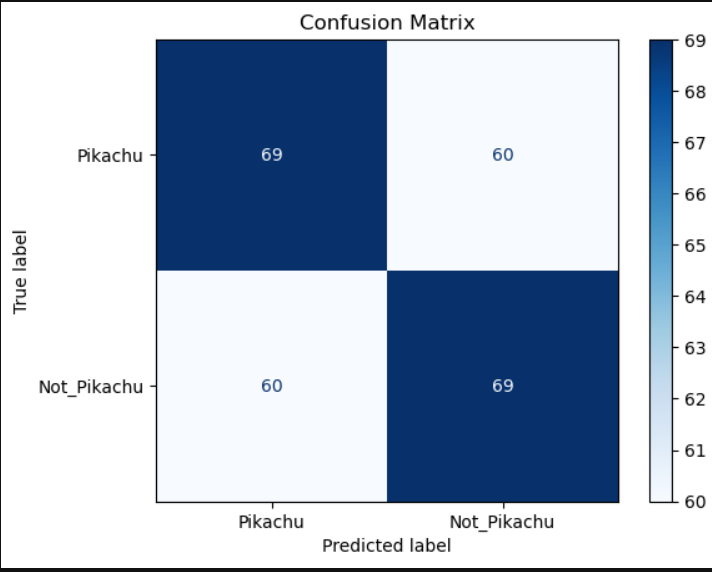 Confusion Matrix
Pikachu
Not_Pikachu
True label
69
60
60
69
Pikachu
Not_Pikachu
Predicted label
69
68
67
66
65
64
63
62
61
60